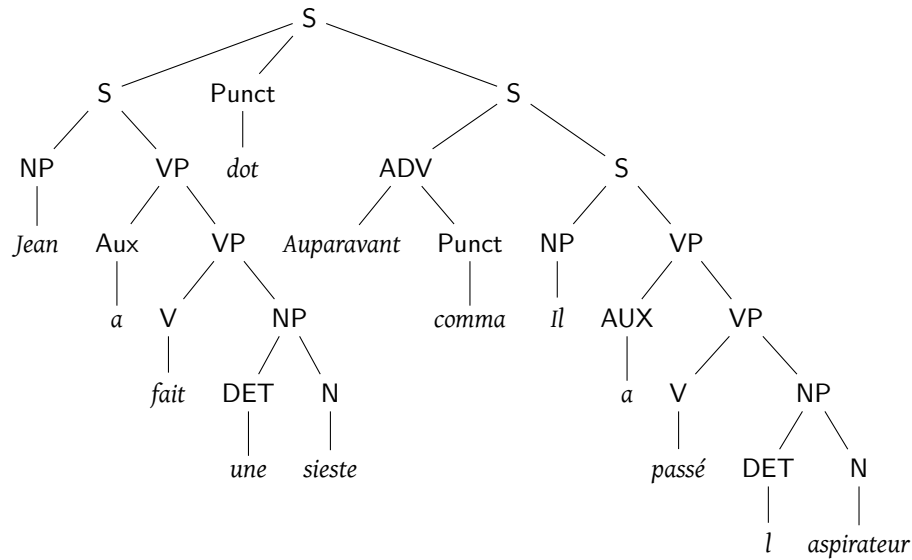 S
S Punct S
NP VP dot ADV S
Jean Aux VP Auparavant Punct NP VP
a V NP comma Il AUX VP
fait DET N a V NP
une sieste passé DET N
l aspirateur